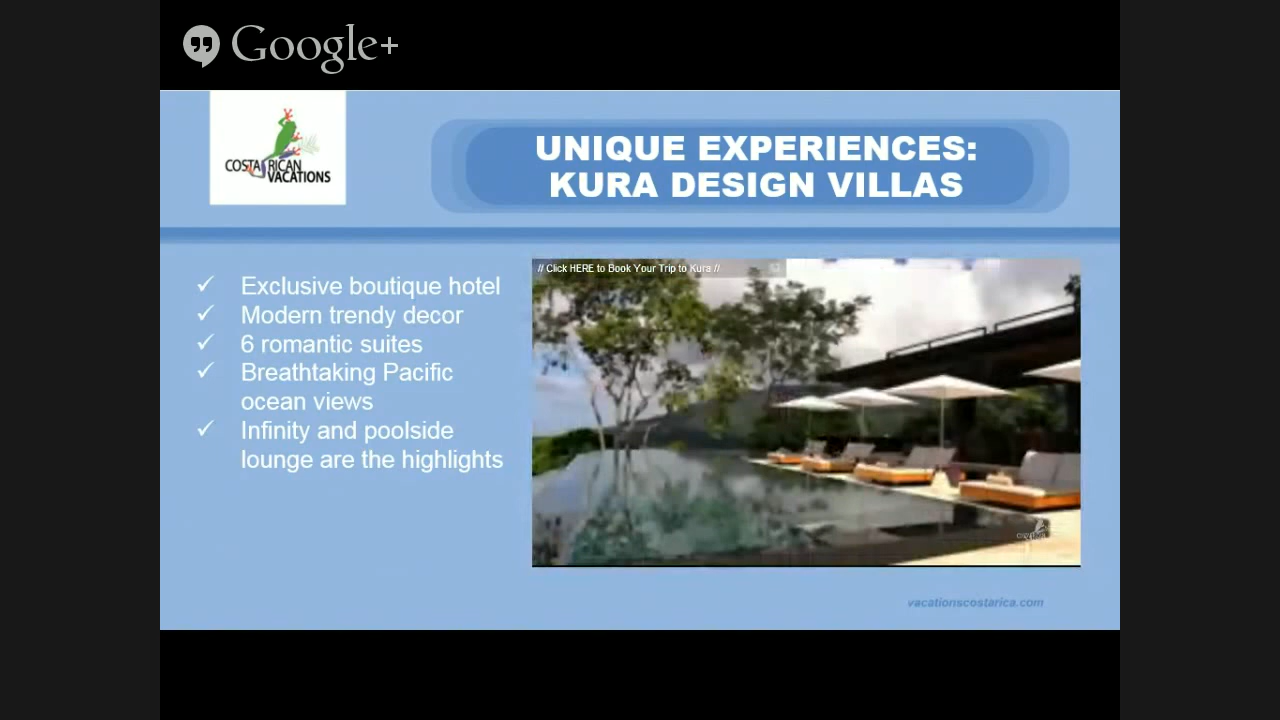 Google+
COSTA RICAN
VACATIONS
UNIQUE EXPERIENCES:
KURA DESIGN VILLAS
// Click HERE to Book Your Trip to Kura //
✓ Exclusive boutique hotel
✓ Modern trendy decor
✓ 6 romantic suites
✓ Breathtaking Pacific
ocean views
✓ Infinity and poolside
lounge are the highlights
vacationscostarica.com